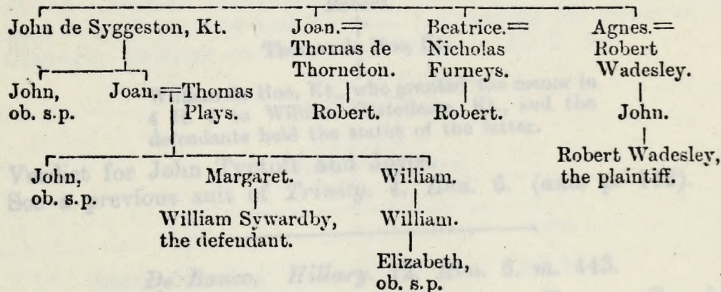 John de Syggeston, Kt. Joan.= Beatrice.= Agnes.=
Thomas de Nicholas Robert
Thorneton. Furneys. Wadesley.
John, Joan.=Thomas
ob. s.p. Plays. Robert. Robert. John.
John, Margaret. William. Robert Wadesley,
ob. s.p. the plaintiff.
William Sywardby, William.
the defendant.
Elizabeth,
ob. s.p.